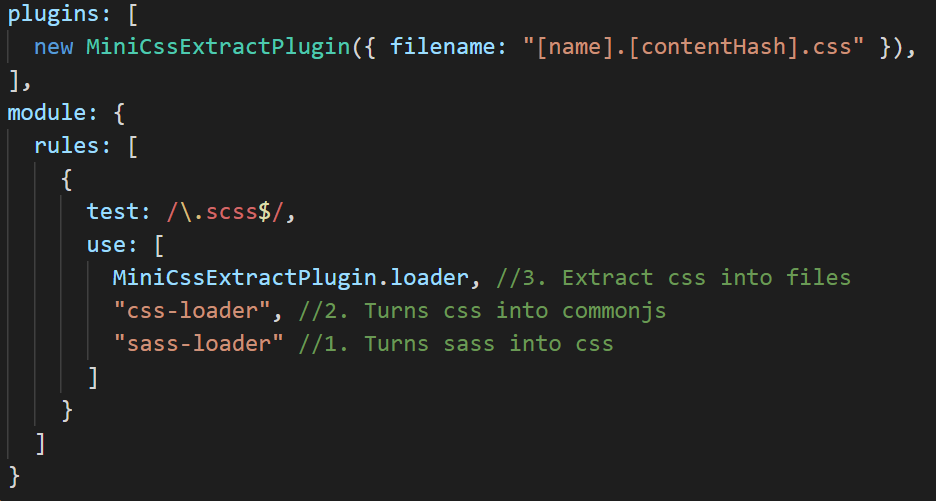 plugins: [
  new MiniCssExtractPlugin({ filename: "[name].[contentHash].css" }),
],
module: {
  rules: [
    {
      test: /\.scss$/,
      use: [
        MiniCssExtractPlugin.loader, //3. Extract css into files
        "css-loader", //2. Turns css into commonjs
        "sass-loader" //1. Turns sass into css
      ]
    }
  ]
}